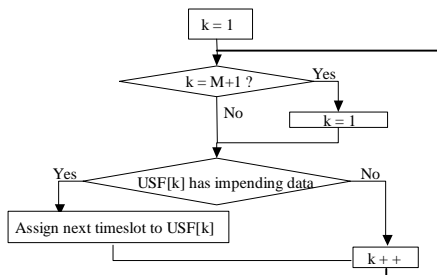 k = 1
k = M+1 ?
Yes
No
k = 1
Yes
USF[k] has impending data
No
Assign next timeslot to USF[k]
k + +